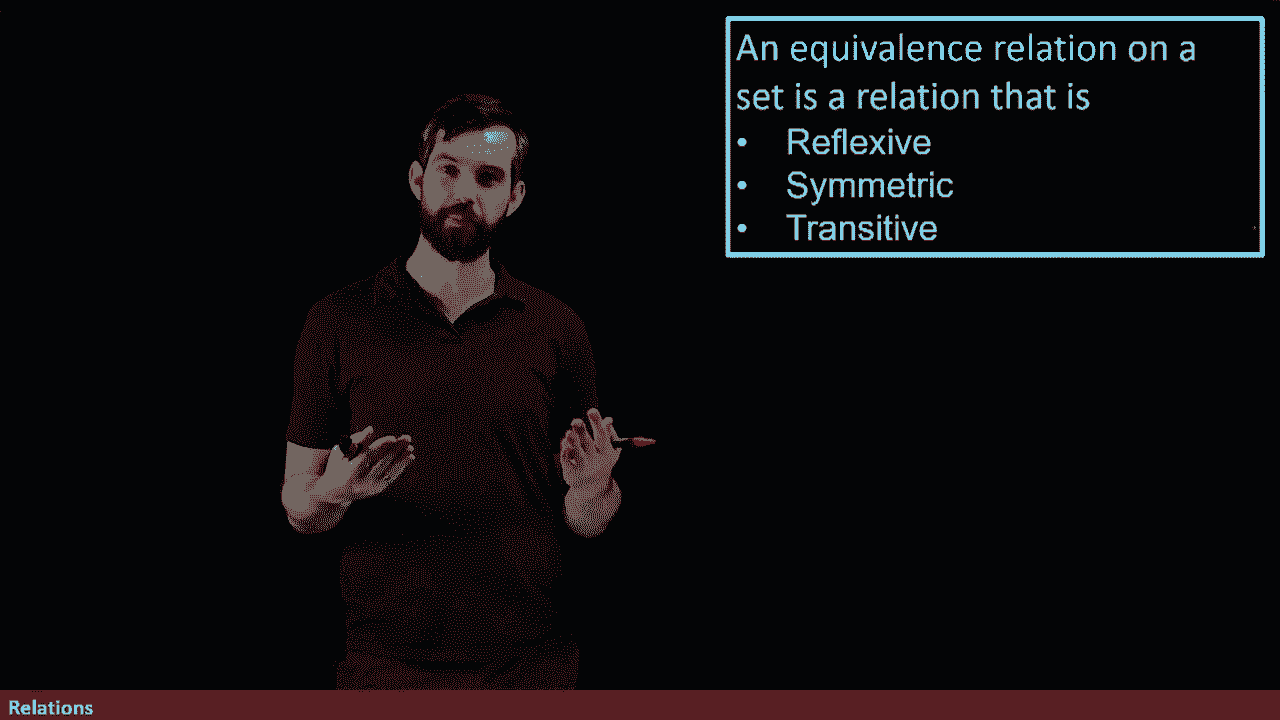 An equivalence relation on a
set is a relation that is
• Reflexive
• Symmetric
• Transitive
Relations